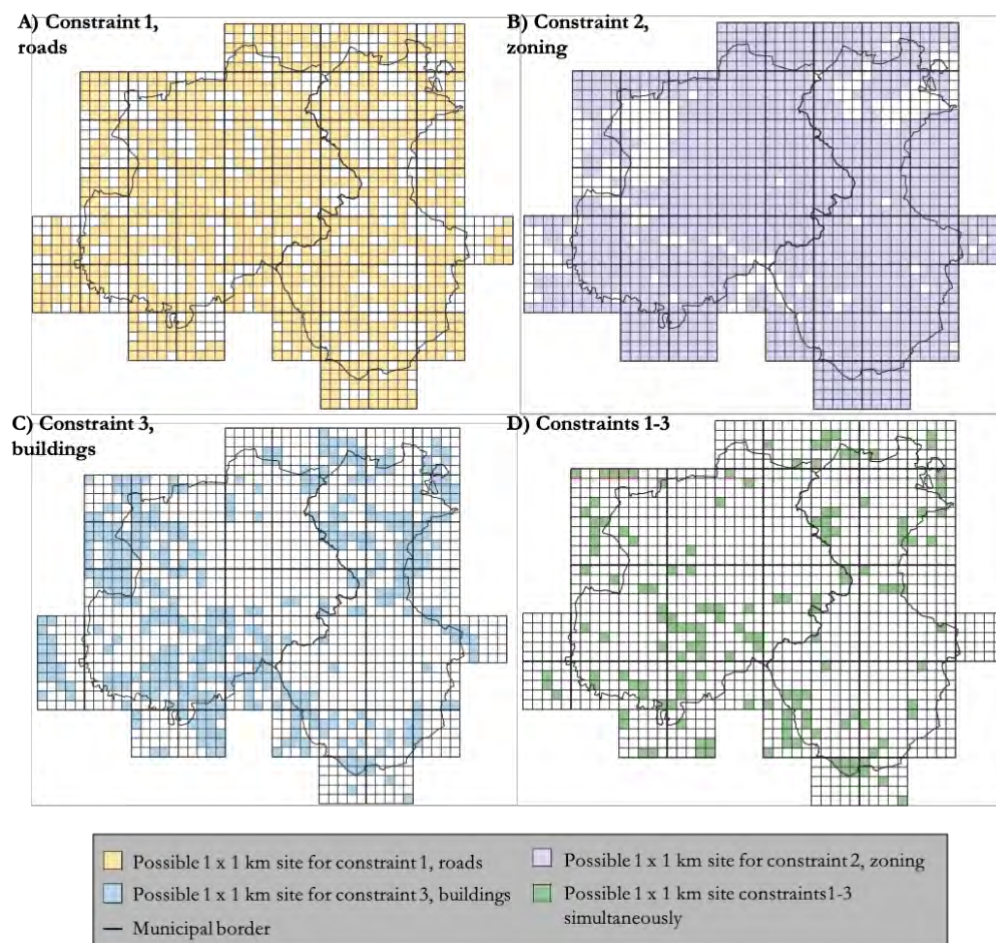 A) Constraint 1,
roads
B) Constraint 2,
zoning
C) Constraint 3,
buildings
D) Constraints 1-3
Possible 1 x 1 km site for constraint 1, roads
Possible 1 x 1 km site for constraint 2, zoning
Possible 1 x 1 km site for constraint 3, buildings
Possible 1 x 1 km site constraints1-3
simultaneously
Municipal border